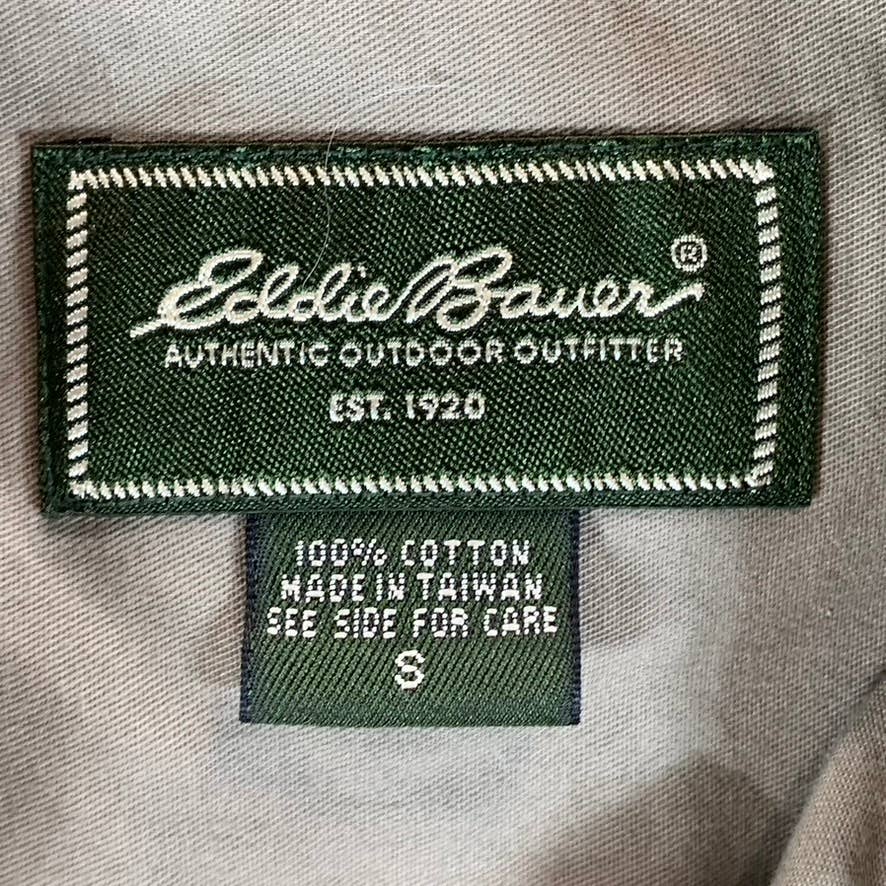 Eddie Bauer®
AUTHENTIC OUTDOOR OUTFITTER
EST. 1920
100% COTTON
MADE IN TAIWAN
SEE SIDE FOR CARE
S